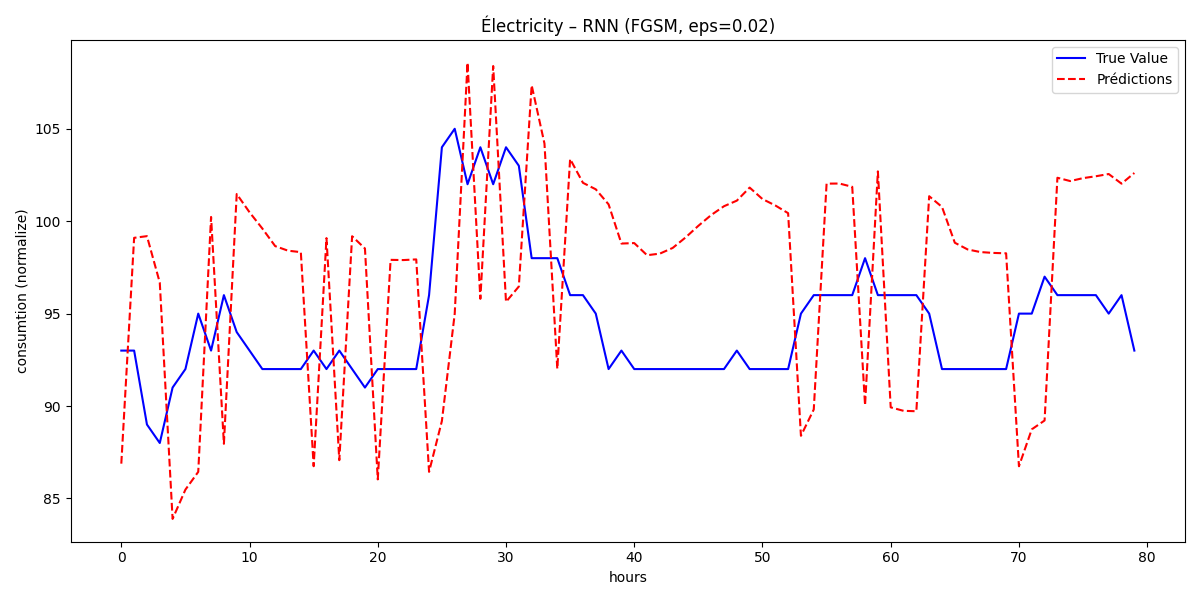 Électricity – RNN (FGSM, eps=0.02)
True Value
Prédictions
consumtion (normalize)
105
100
95
90
85
0 10 20 30 40 50 60 70 80
hours